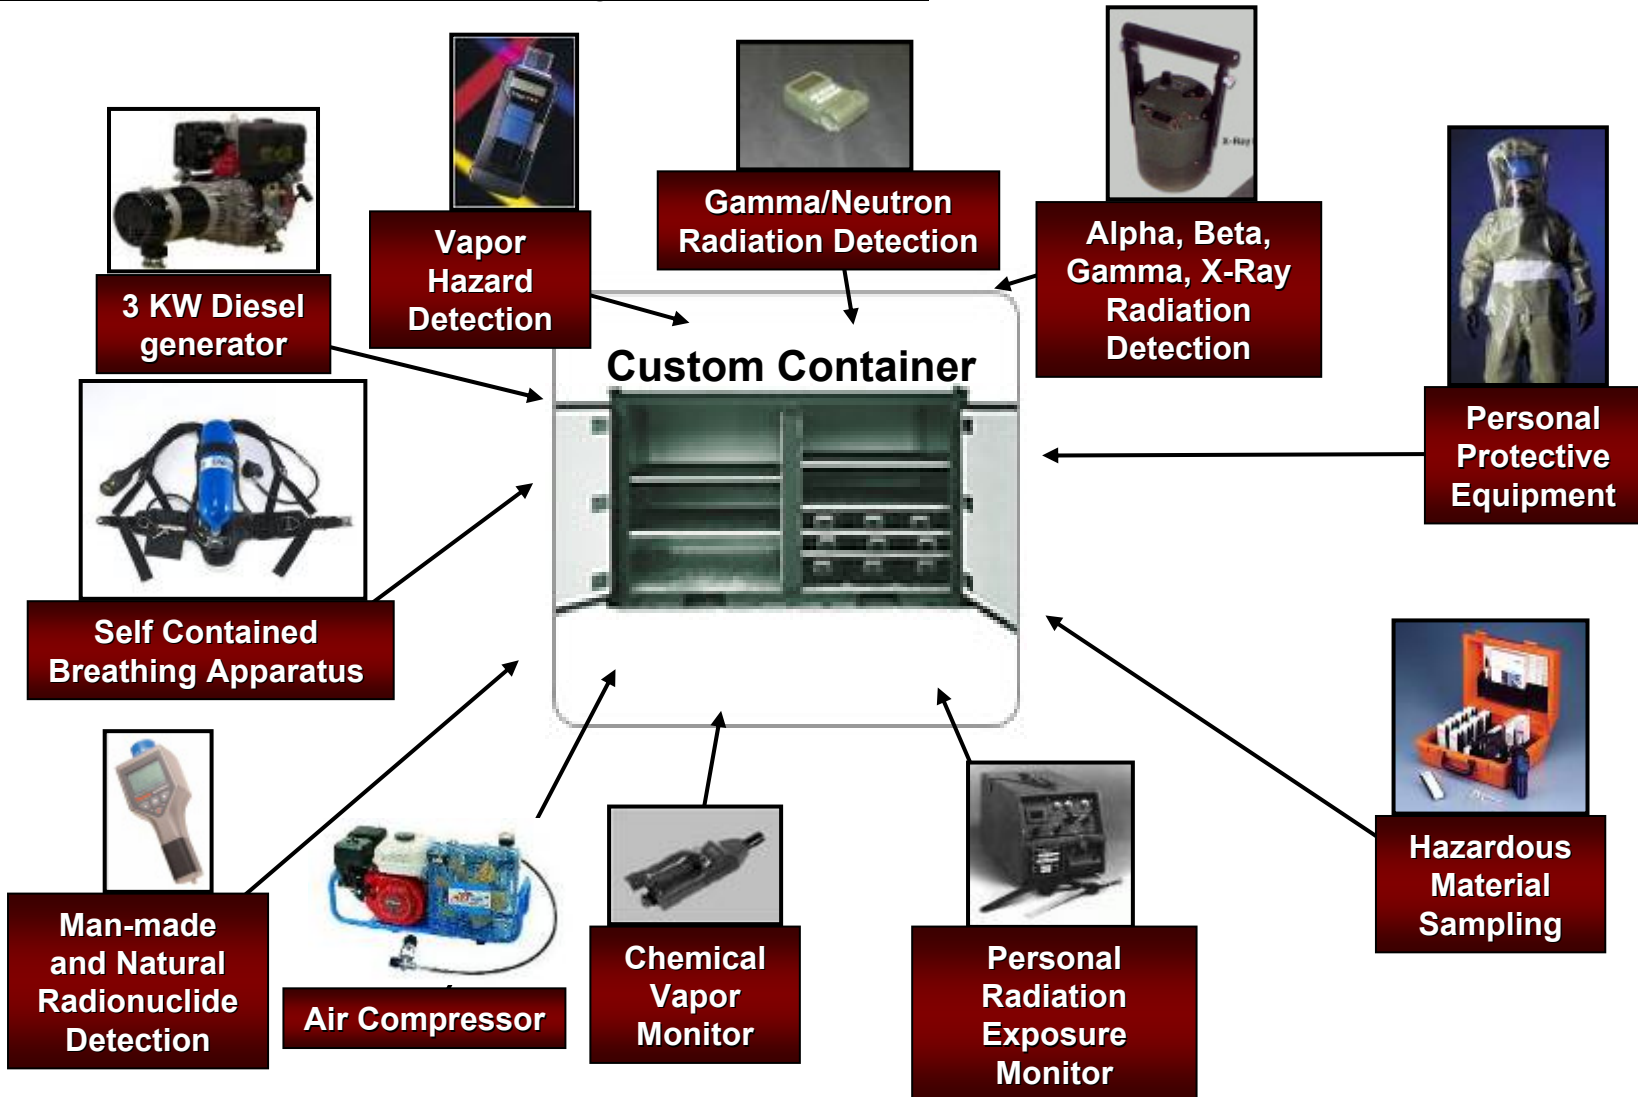 X-Ray
Vapor
Hazard
Detection
Gamma/Neutron
Radiation Detection
Alpha, Beta,
Gamma, X-Ray
Radiation
Detection
3 KW Diesel
generator
Custom Container
Personal
Protective
Equipment
Self Contained
Breathing Apparatus
Hazardous
Material
Sampling
Man-made
and Natural
Radionuclide
Detection
Air Compressor
Chemical
Vapor
Monitor
Personal
Radiation
Exposure
Monitor